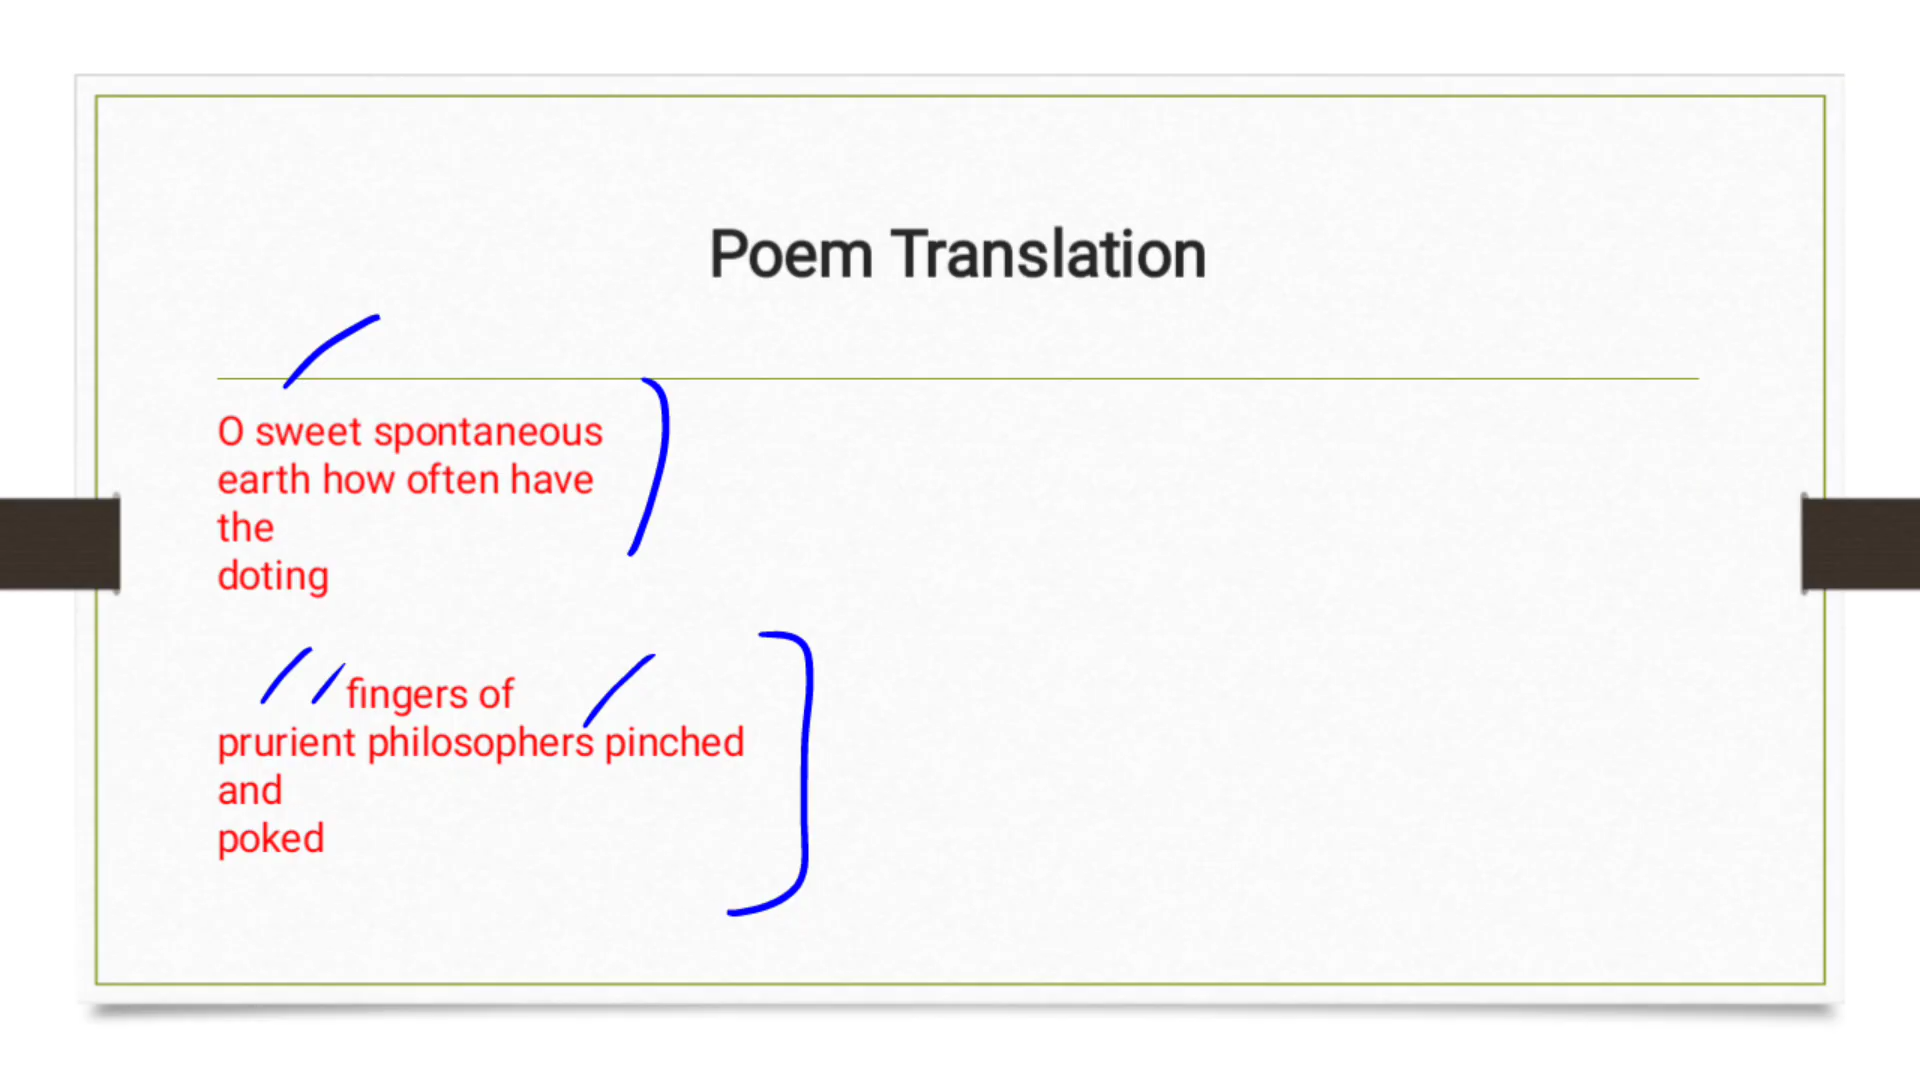 Poem Translation
O sweet spontaneous
earth how often have
the
doting
fingers of
prurient philosophers pinched
and
poked